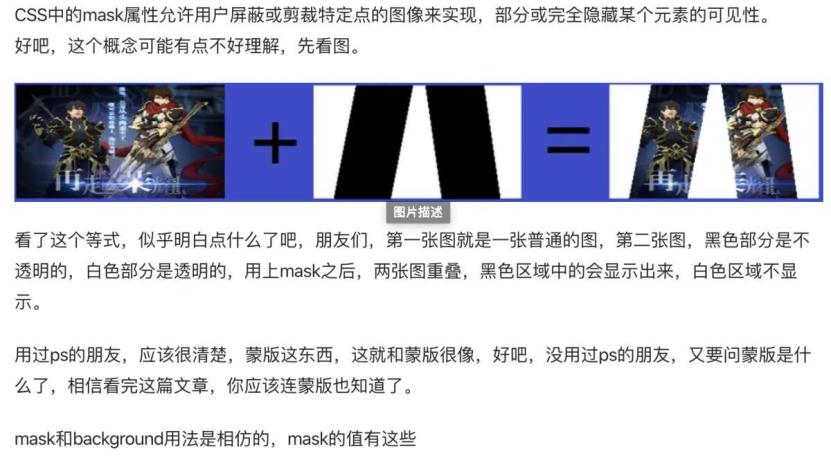 CSS中的mask属性允许用户屏蔽或剪裁特定点的图像来实现，部分或完全隐藏某个元素的可见性。
好吧，这个概念可能有点不好理解，先看图。
+
=
图片描述
看了这个等式，似乎明白点什么了吧，朋友们，第一张图就是一张普通的图，第二张图，黑色部分是不
透明的，白色部分是透明的，用上mask之后，两张图重叠，黑色区域中的会显示出来，白色区域不显
示。
用过ps的朋友，应该很清楚，蒙版这东西，这就和蒙版很像，好吧，没用过ps的朋友，又要问蒙版是什
么了，相信看完这篇文章，你应该连蒙版也知道了。
mask和background用法是相仿的，mask的值有这些